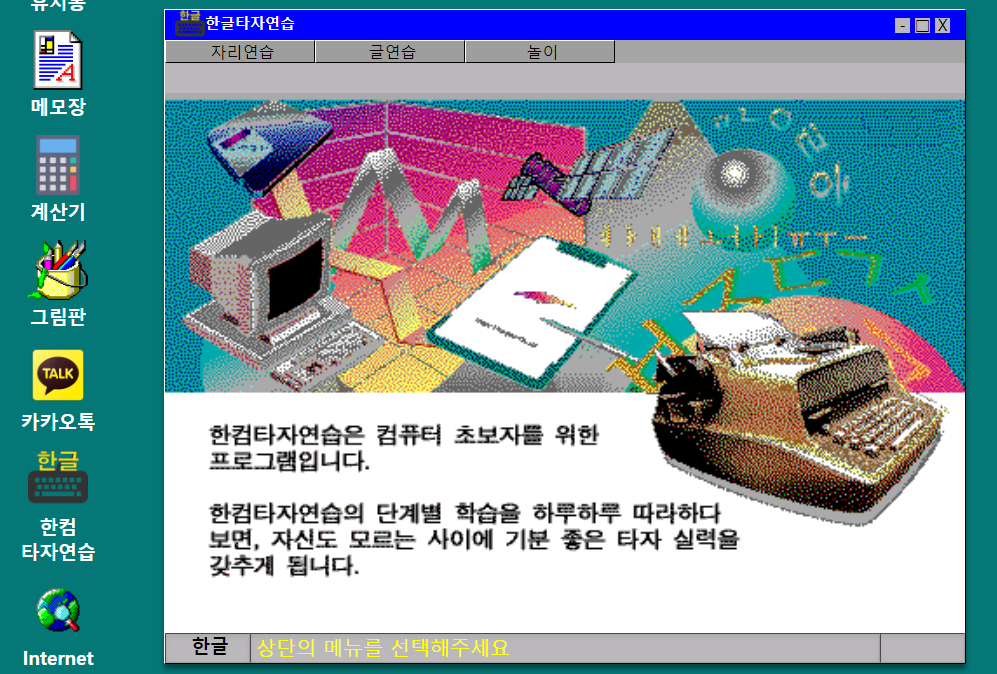 휴지통
메모장
계산기
그림판
TALK
카카오톡
한글
한컴
타자연습
Internet
한글
한글타자연습
자리연습
글연습
놀이
한컴타자연습은 컴퓨터 초보자를 위한
프로그램입니다.
한컴타자연습의 단계별 학습을 하루하루 따라하다
보면, 자신도 모르는 사이에 기분 좋은 타자 실력을
갖추게 됩니다.
한글
상단의 메뉴를 선택해주세요